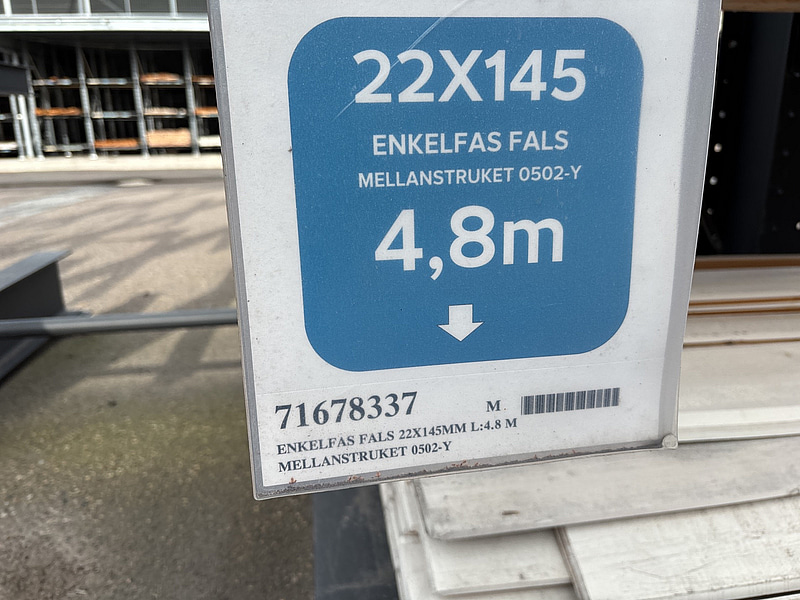 22X145
ENKELFAS FALS
MELLANSTRUKET 0502-Y
4,8m
71678337 M
ENKELFAS FALS 22X145MM L:4.8 M
MELLANSTRUKET 0502-Y